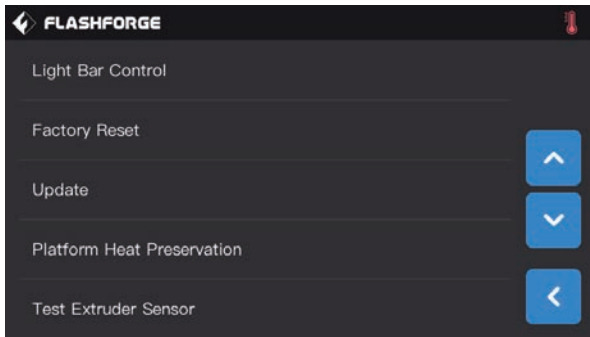 FLASHFORGE
Light Bar Control
Factory Reset
Update
Platform Heat Preservation
Test Extruder Sensor